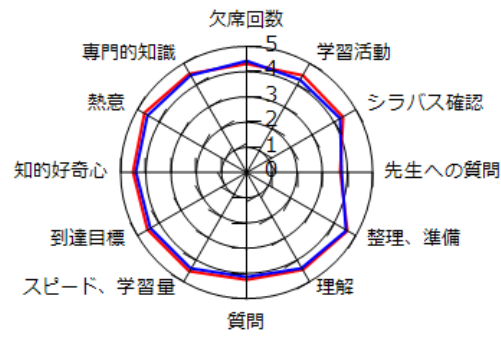 欠席回数
専門的知識
5
学習活動
4
熱意
3
シラバス確認
2
1
知的好奇心
0
先生への質問
到達目標
整理、準備
スピード、学習量
理解
質問